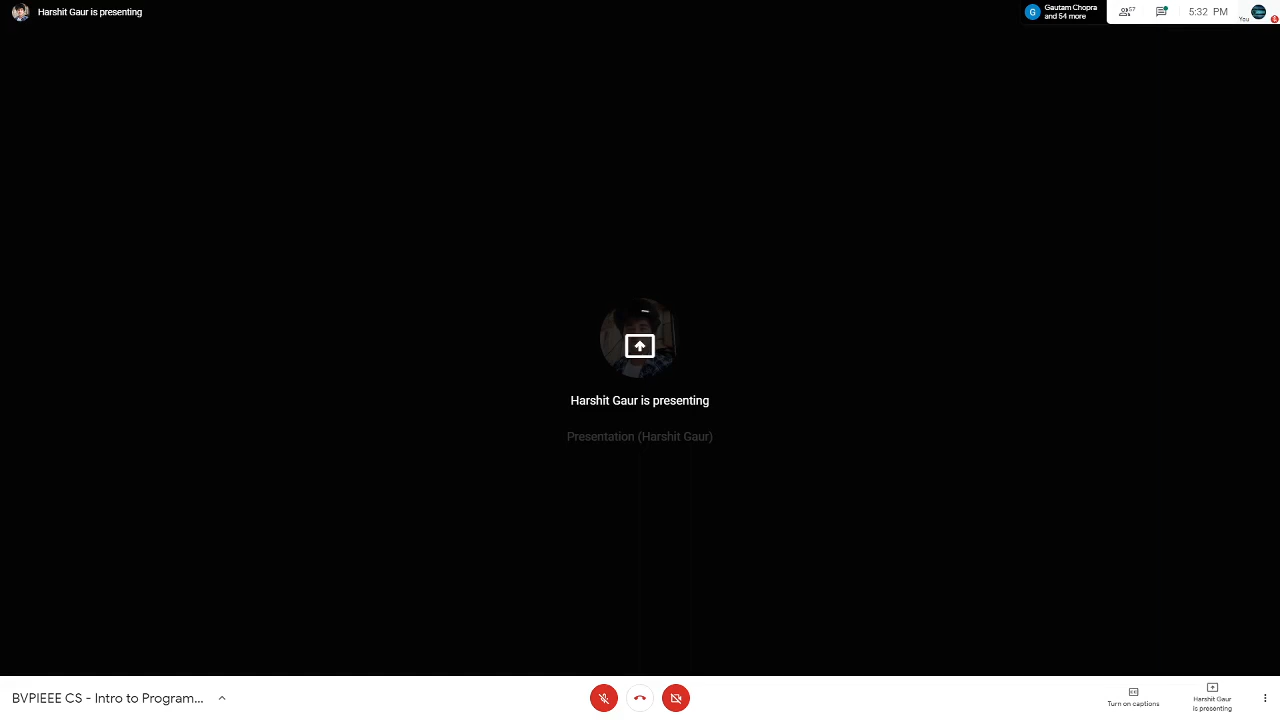 Harshit Gaur is presenting
G
Gautam Chopra
and 54 more
57
5:32 PM
You
Harshit Gaur is presenting
Presentation (Harshit Gaur)
BVPIEEE CS - Intro to Program...
Turn on captions
Harshit Gaur
is presenting